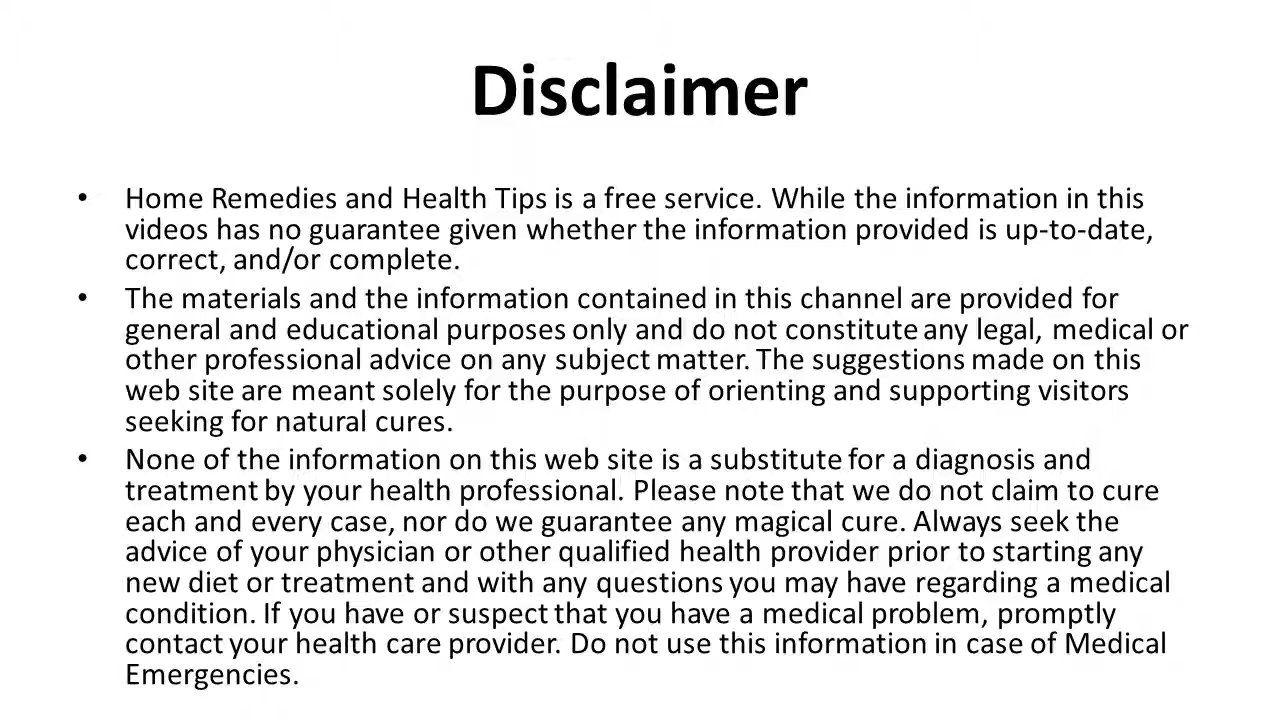 Disclaimer
• Home Remedies and Health Tips is a free service. While the information in this
videos has no guarantee given whether the information provided is up-to-date,
correct, and/or complete.
• The materials and the information contained in this channel are provided for
general and educational purposes only and do not constitute any legal, medical or
other professional advice on any subject matter. The suggestions made on this
web site are meant solely for the purpose of orienting and supporting visitors
seeking for natural cures.
• None of the information on this web site is a substitute for a diagnosis and
treatment by your health professional. Please note that we do not claim to cure
each and every case, nor do we guarantee any magical cure. Always seek the
advice of your physician or other qualified health provider prior to starting any
new diet or treatment and with any questions you may have regarding a medical
condition. If you have or suspect that you have a medical problem, promptly
contact your health care provider. Do not use this information in case of Medical
Emergencies.